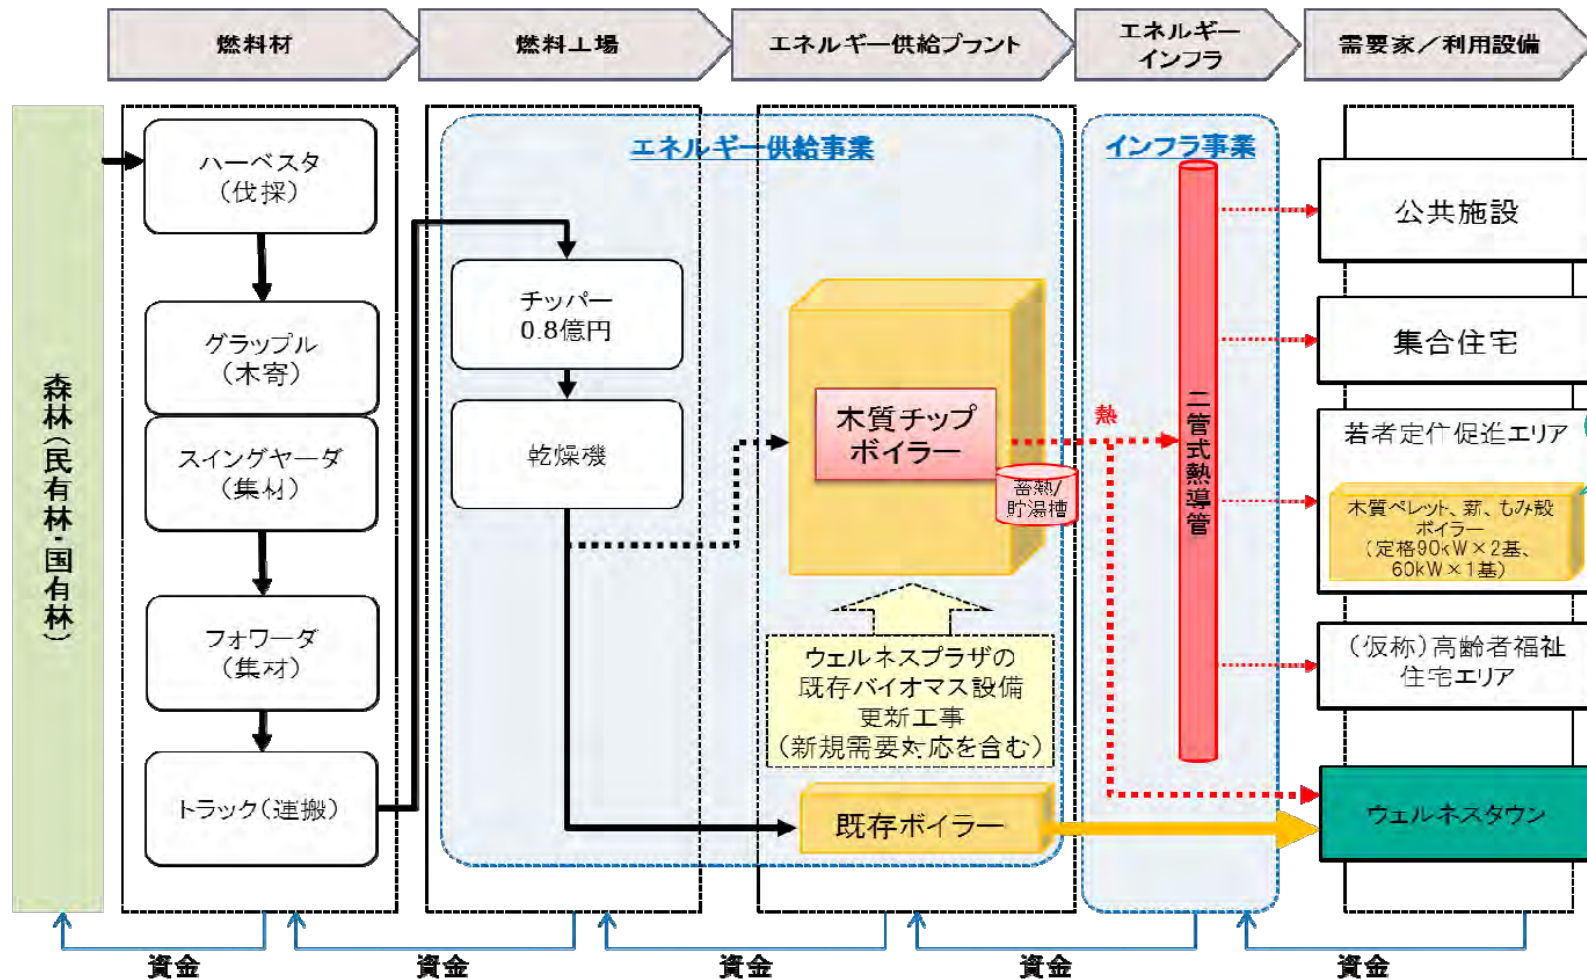 燃料材
燃料工場
エネルギー供給プラント
エネルギー
インフラ
需要家／利用設備
森林(民有林・国有林)
ハーベスタ
(伐採)
グラップル
(木寄)
スイングヤーダ
(集材)
フォワーダ
(集材)
トラック(運搬)
エネルギー供給事業
チッパー
0.8億円
乾燥機
木質チップ
ボイラー
蓄熱/
貯湯槽
ウェルネスプラザの
既存バイオマス設備
更新工事
(新規需要対応を含む)
既存ボイラー
熱
インフラ事業
二管式熱導管
公共施設
集合住宅
若者定住促進エリア
木質ペレット、薪、もみ殻
ボイラー
(定格90kW×2基、
60kW×1基)
(仮称)高齢者福祉
住宅エリア
ウェルネスタウン
資金
資金
資金
資金
資金